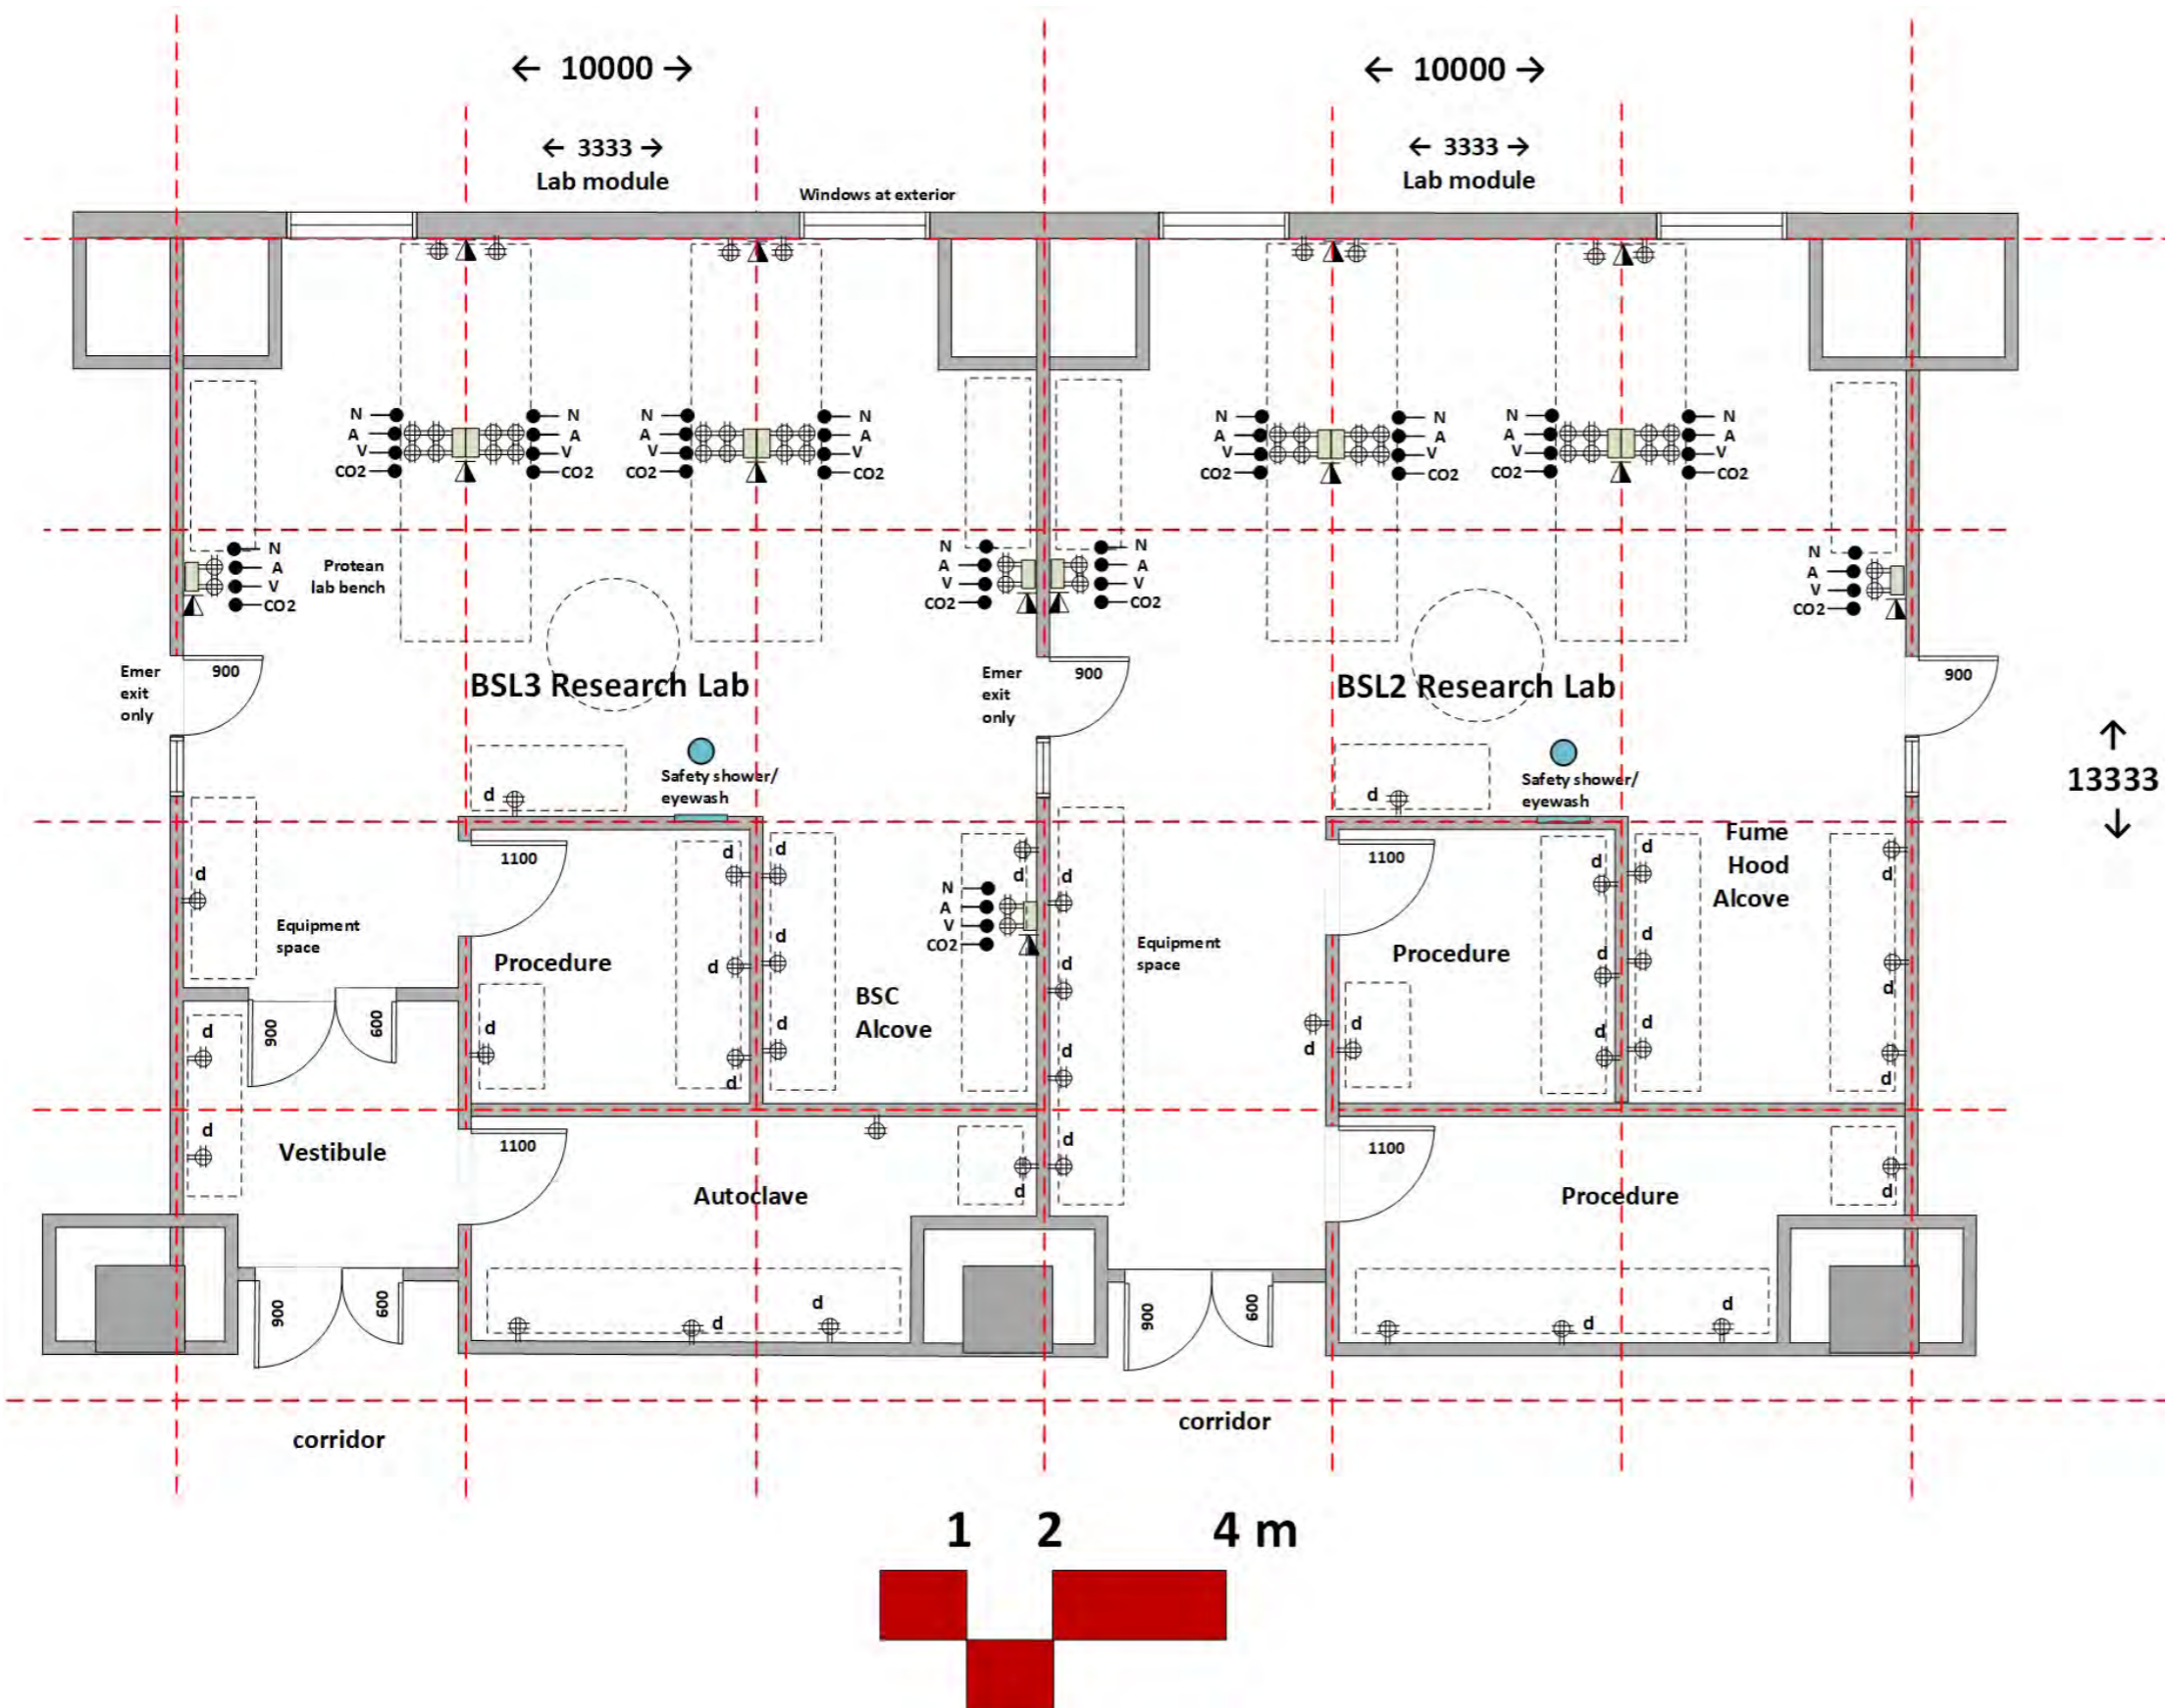 ← 10000 →
← 10000 →
← 3333 →
Lab module
← 3333 →
Lab module
Windows at exterior
N
A
V
CO2
N
A
V
CO2
N
A
V
CO2
N
A
V
CO2
N
A
V
CO2
N
A
V
CO2
N
A
V
CO2
N
A
V
CO2
N
A
V
CO2
Protean
lab bench
N
A
V
CO2
N
A
V
CO2
N
A
V
CO2
Emer
exit
only
900
BSL3 Research Lab
Emer
exit
only
900
BSL2 Research Lab
900
↑
13333
↓
d
Safety shower/
eyewash
d
Safety shower/
eyewash
d
Equipment
space
1100
Procedure
d
d
d
d
d
d
d
BSC
Alcove
d
N
A
V
CO2
d
d
d
d
Equipment
space
1100
Procedure
d
d
d
d
d
d
d
d
Fume
Hood
Alcove
d
d
d
900
600
d
d
Vestibule
1100
Autoclave
d
1100
Procedure
d
900
600
d
d
900
600
d
d
corridor
corridor
1
2
4 m